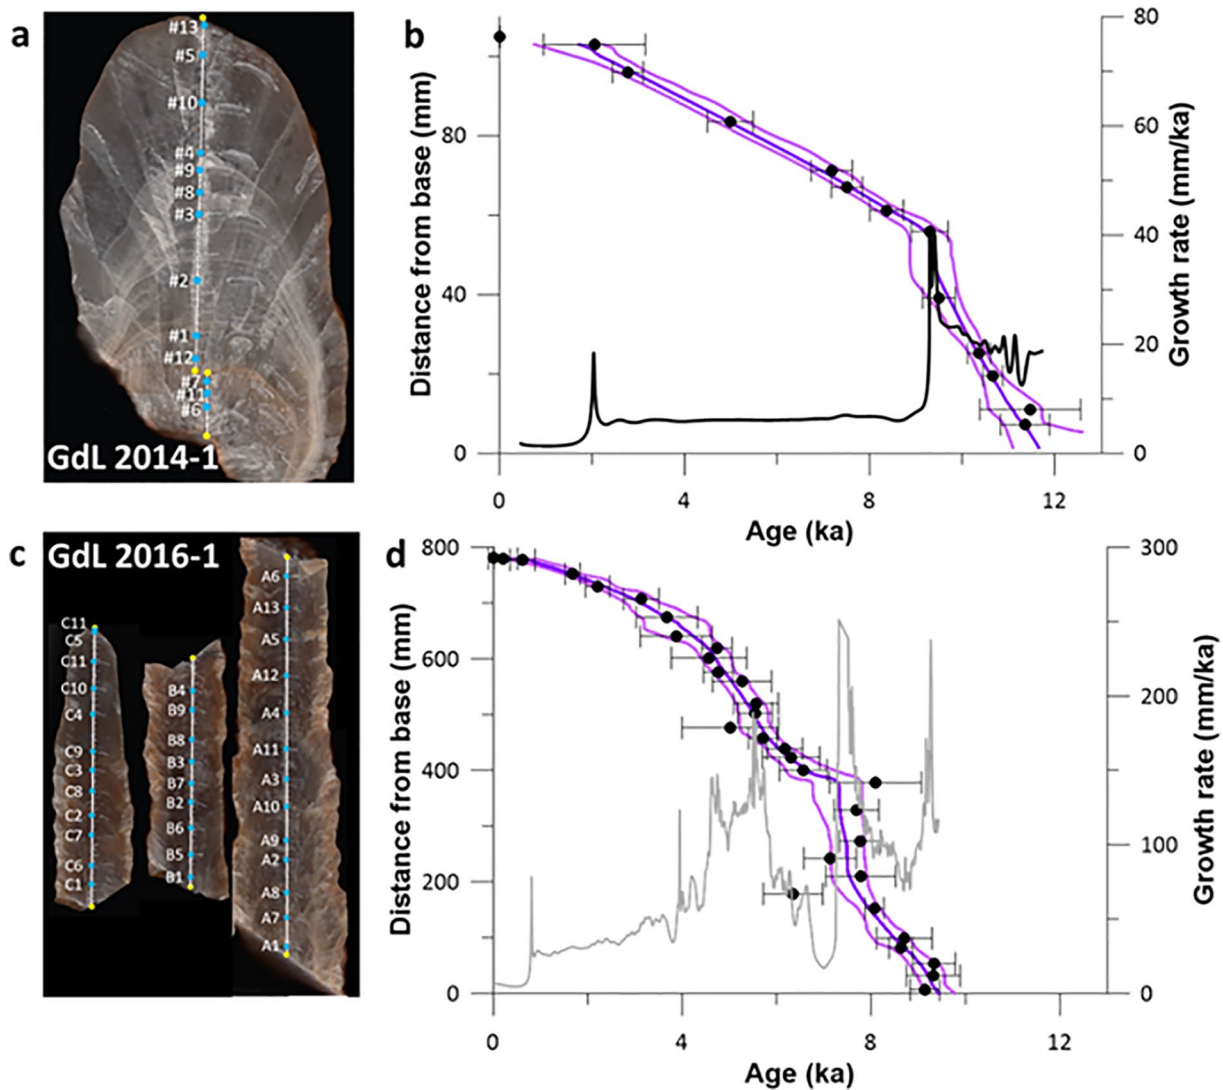 a
#13
#5
#10
#4
#9
#8
#3
#2
#1
#12
#7
#11
#6
GdL 2014-1
b
80
60
40
20
0
Growth rate (mm/ka)
80
40
0
Distance from base (mm)
0 4 8 12
Age (ka)
c
GdL 2016-1
C11
C5
C11
C10
C4
C9
C3
C8
C2
C7
C6
C1
B4
B9
B8
B3
B7
B2
B6
B5
B1
A6
A13
A5
A12
A4
A11
A3
A10
A9
A2
A8
A7
A1
d
800
600
400
200
0
Distance from base (mm)
300
200
100
0
Growth rate (mm/ka)
0 4 8 12
Age (ka)